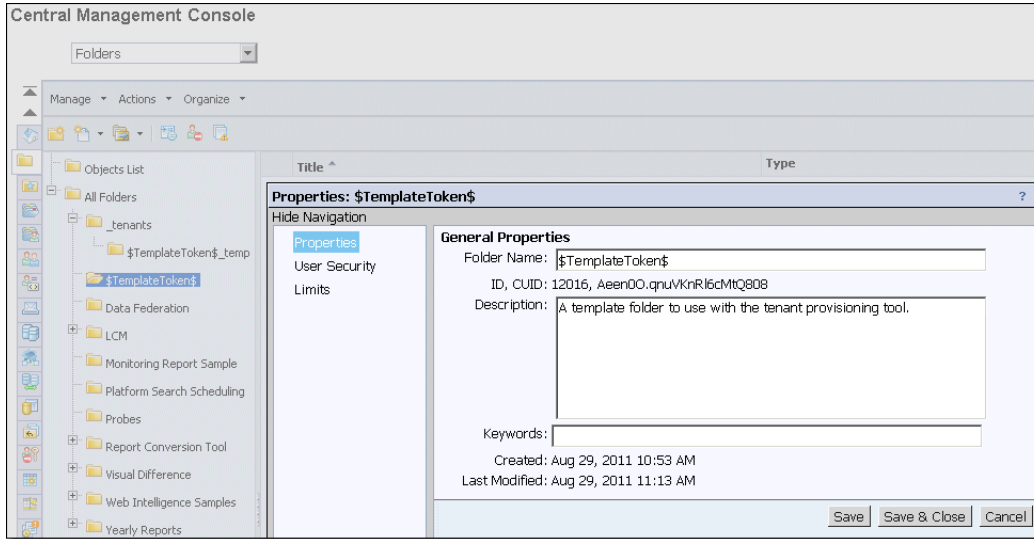 Central Management Console
Folders
Manage Actions Organize
Objects List
All Folders
_tenants
$TemplateToken$_temp
$TemplateToken$
Data Federation
LCM
Monitoring Report Sample
Platform Search Scheduling
Probes
Report Conversion Tool
Visual Difference
Web Intelligence Samples
Yearly Reports
Title Type
Properties: $TemplateToken$ ?
Hide Navigation
Properties
User Security
Limits
General Properties
Folder Name: $TemplateToken$
ID, CUID: 12016, Aeen0O.qnuVKnRl6cMtQ808
Description: A template folder to use with the tenant provisioning tool.
Keywords:
Created: Aug 29, 2011 10:53 AM
Last Modified: Aug 29, 2011 11:13 AM
Save Save & Close Cancel